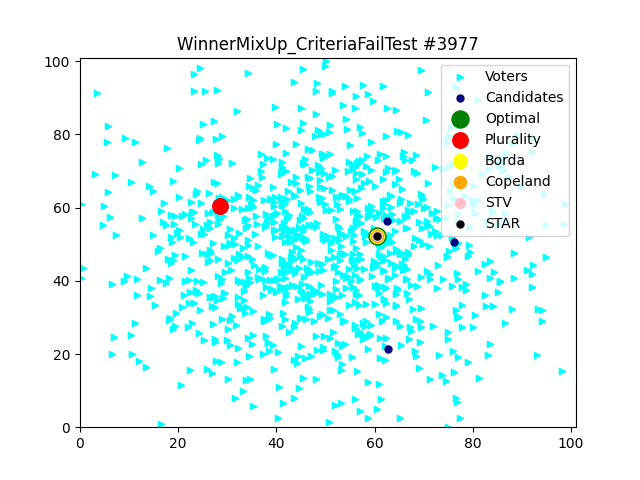 WinnerMixUp_CriteriaFailTest #3977
100
80
60
40
20
0
0
20
40
60
80
100
Voters
Candidates
Optimal
Plurality
Borda
Copeland
STV
STAR